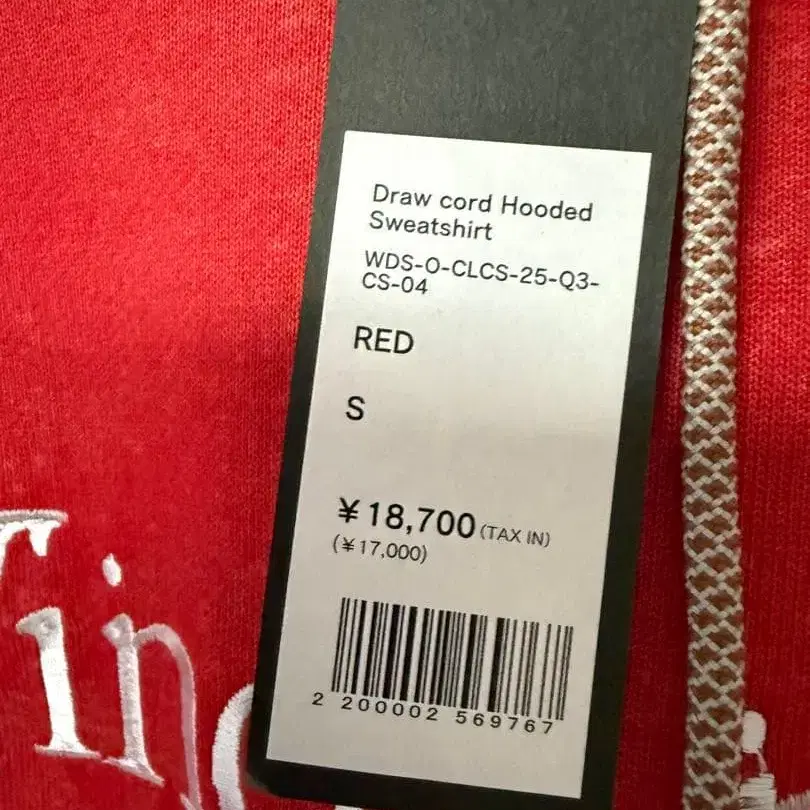 Draw cord Hooded
Sweatshirt
WDS-O-CLCS-25-Q3-
CS-04
RED
S
¥18,700 (TAX IN)
(¥17,000)
2 200002 569767